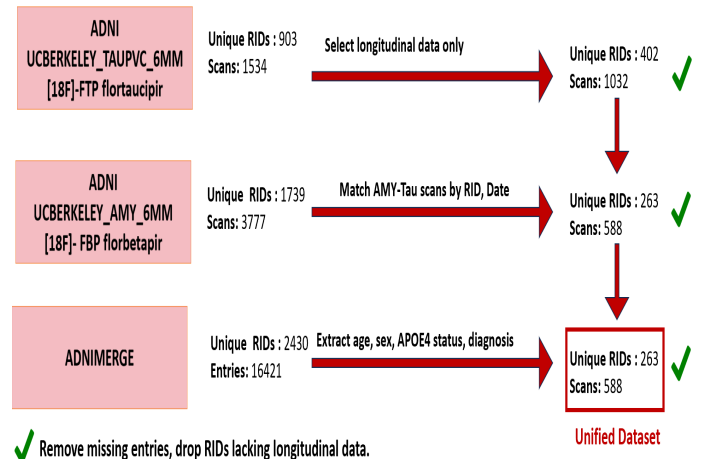 ADNI
UCBERKELEY_TAUPVC_6MM
[18F]-FTP flortaucipir
Unique RIDs : 903
Scans: 1534
Select longitudinal data only
Unique RIDs : 402
Scans: 1032
ADNI
UCBERKELEY_AMY_6MM
[18F]- FBP florbetapir
Unique RIDs : 1739
Scans: 3777
Match AMY-Tau scans by RID, Date
Unique RIDs : 263
Scans: 588
ADNIMERGE
Unique RIDs : 2430
Entries: 16421
Extract age, sex, APOE4 status, diagnosis
Unique RIDs : 263
Scans: 588
Unified Dataset
Remove missing entries, drop RIDs lacking longitudinal data.